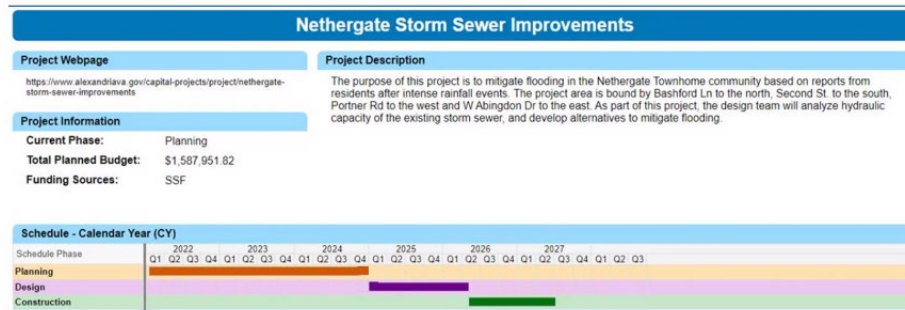 Nethergate Storm Sewer Improvements
Project Webpage
https://www.alexandriava.gov/capital-projects/project/nethergate-
storm-sewer-improvements
Project Information
Current Phase: Planning
Total Planned Budget: $1,587,951.82
Funding Sources: SSF
Project Description
The purpose of this project is to mitigate flooding in the Nethergate Townhome community based on reports from
residents after intense rainfall events. The project area is bound by Bashford Ln to the north, Second St. to the south,
Portner Rd to the west and W Abingdon Dr to the east. As part of this project, the design team will analyze hydraulic
capacity of the existing storm sewer, and develop alternatives to mitigate flooding.
Schedule - Calendar Year (CY)
2022 2023 2024 2025 2026 2027
Schedule Phase Q1 Q2 Q3 Q4 Q1 Q2 Q3 Q4 Q1 Q2 Q3 Q4 Q1 Q2 Q3 Q4 Q1 Q2 Q3 Q4 Q1 Q2 Q3 Q4 Q1 Q2 Q3
Planning
Design
Construction